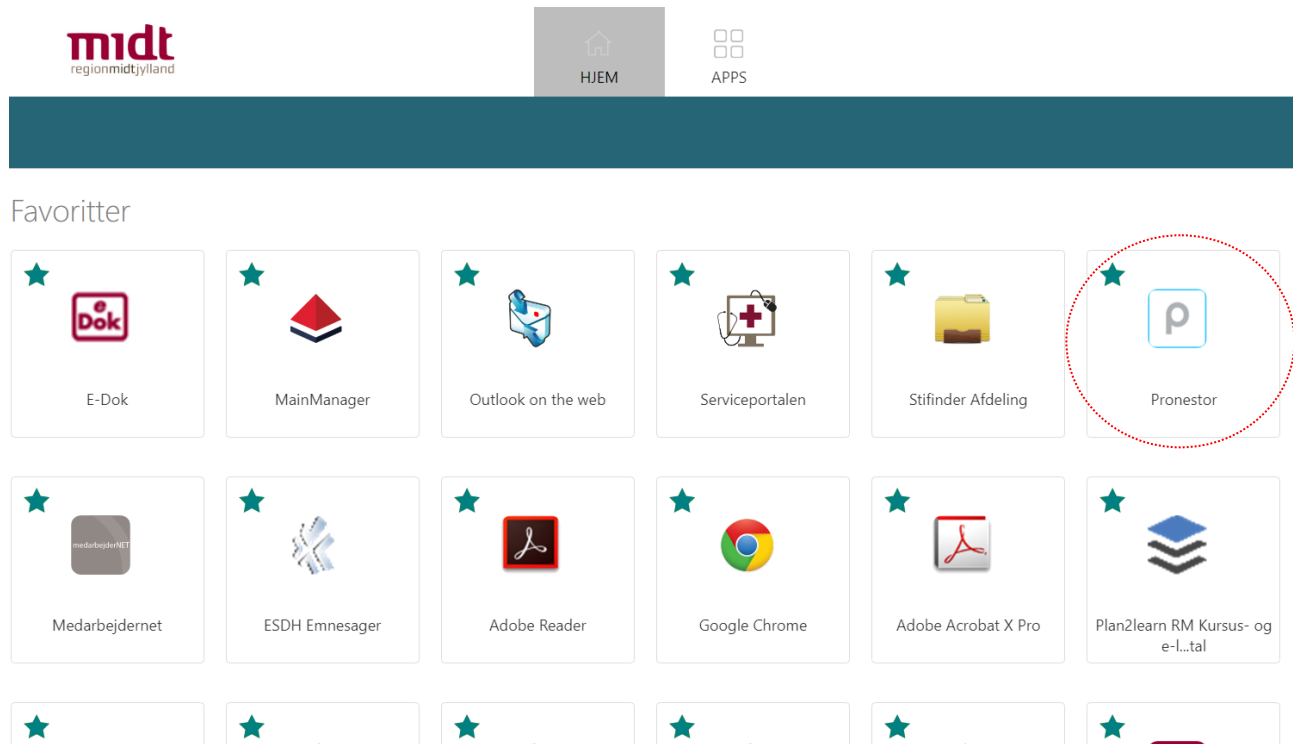 midt
regionmidtjylland
HJEM
APPS
Favoritter
e
Dok
E-Dok
MainManager
Outlook on the web
Serviceportalen
Stifinder Afdeling
p
Pronestor
medarbejderNET
Medarbejdernet
ESDH Emnesager
Adobe Reader
Google Chrome
Adobe Acrobat X Pro
Plan2learn RM Kursus- og
e-l...tal